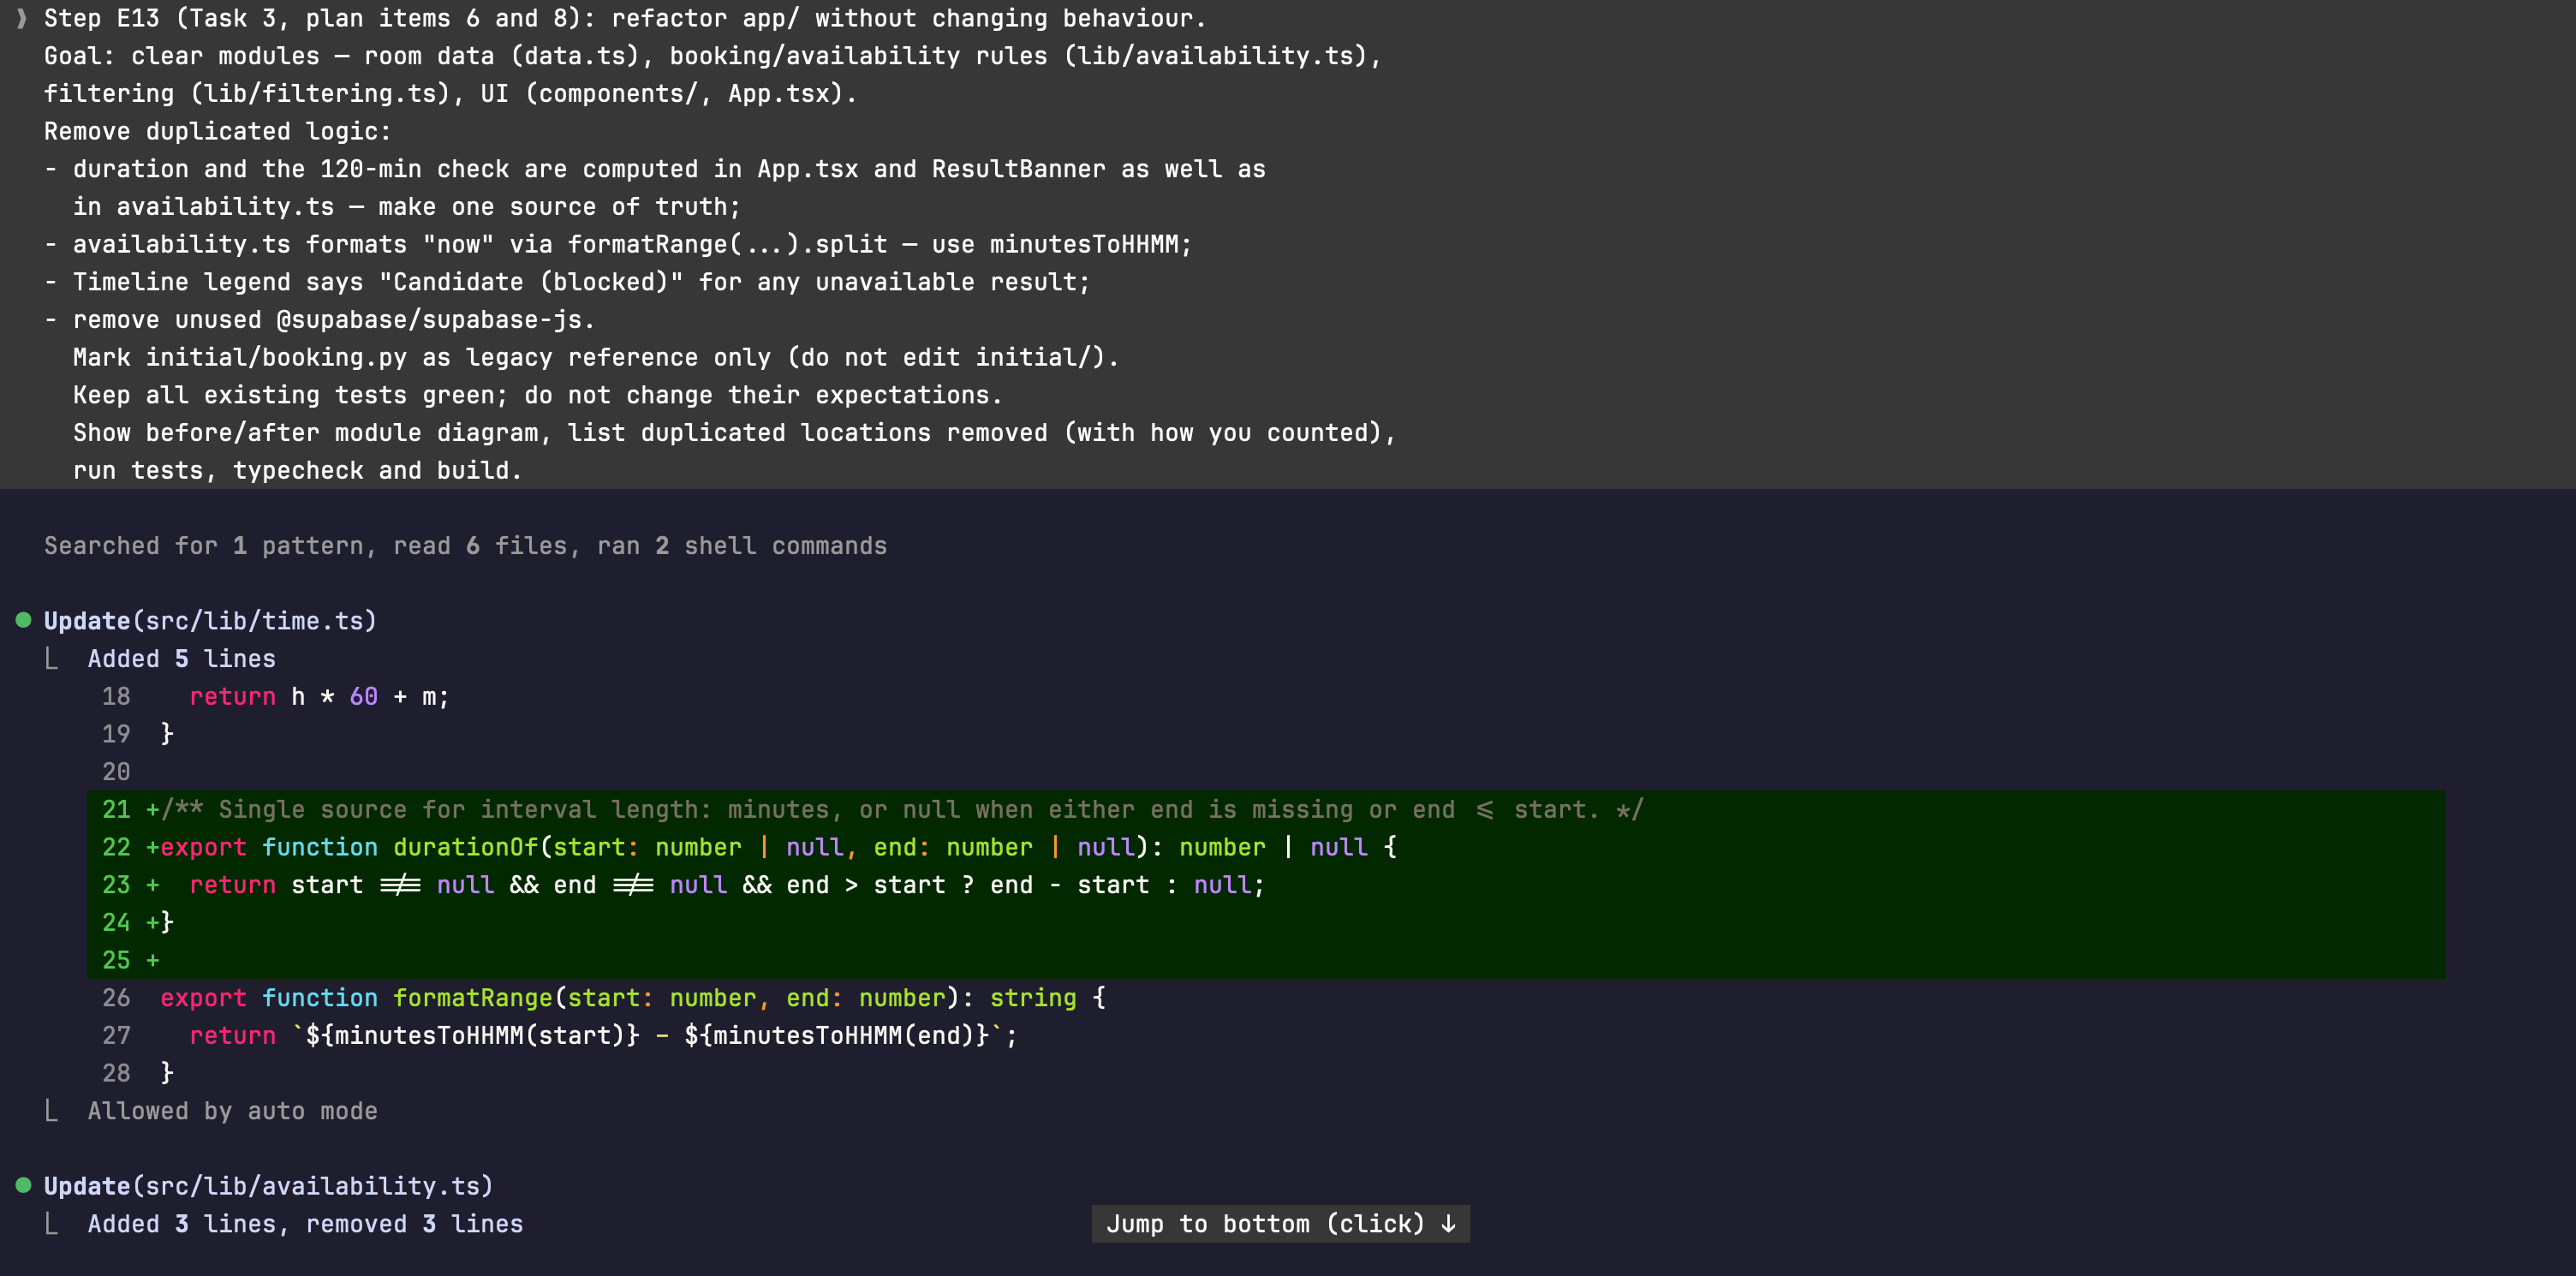 ❯ Step E13 (Task 3, plan items 6 and 8): refactor app/ without changing behaviour.
Goal: clear modules — room data (data.ts), booking/availability rules (lib/availability.ts),
filtering (lib/filtering.ts), UI (components/, App.tsx).
Remove duplicated logic:
- duration and the 120-min check are computed in App.tsx and ResultBanner as well as
in availability.ts — make one source of truth;
- availability.ts formats "now" via formatRange(...).split — use minutesToHHMM;
- Timeline legend says "Candidate (blocked)" for any unavailable result;
- remove unused @supabase/supabase-js.
Mark initial/booking.py as legacy reference only (do not edit initial/).
Keep all existing tests green; do not change their expectations.
Show before/after module diagram, list duplicated locations removed (with how you counted),
run tests, typecheck and build.
Searched for 1 pattern, read 6 files, ran 2 shell commands
● Update(src/lib/time.ts)
⎿ Added 5 lines
18 return h * 60 + m;
19 }
20
21 +/** Single source for interval length: minutes, or null when either end is missing or end <= start. */
22 +export function durationOf(start: number | null, end: number | null): number | null {
23 + return start !== null && end !== null && end > start ? end - start : null;
24 +}
25 +
26 export function formatRange(start: number, end: number): string {
27 return `${minutesToHHMM(start)} – ${minutesToHHMM(end)}`;
28 }
⎿ Allowed by auto mode
● Update(src/lib/availability.ts)
⎿ Added 3 lines, removed 3 lines
Jump to bottom (click) ↓